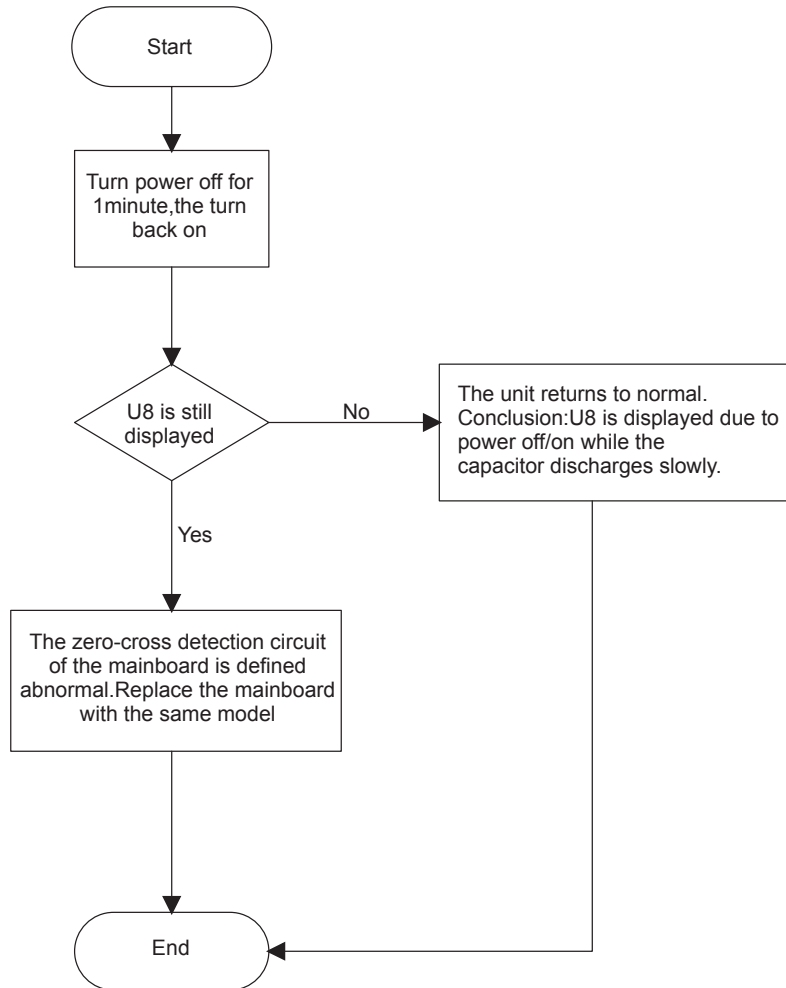 Start
Turn power off for
1minute,the turn
back on
U8 is still
displayed
No
The unit returns to normal.
Conclusion:U8 is displayed due to
power off/on while the
capacitor discharges slowly.
Yes
The zero-cross detection circuit
of the mainboard is defined
abnormal.Replace the mainboard
with the same model
End